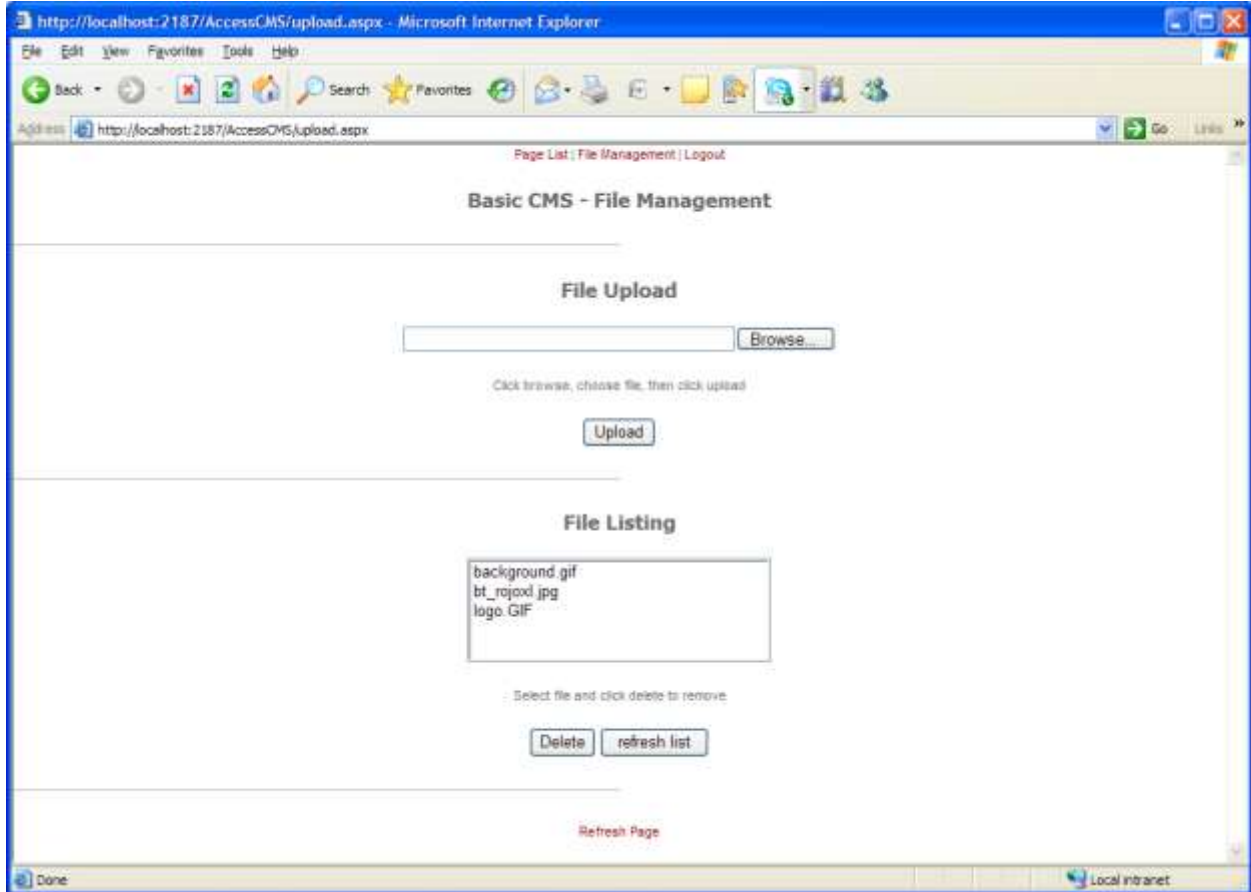 http://localhost:2187/AccessCMS/upload.aspx - Microsoft Internet Explorer
File Edit View Favorites Tools Help
Back Search Favorites
Address http://localhost:2187/AccessCMS/upload.aspx Go Links »
Page List | File Management | Logout
Basic CMS - File Management
File Upload
Browse...
Click browse, choose file, then click upload
Upload
File Listing
background.gif
bt_rojoxl.jpg
logo.GIF
Select file and click delete to remove
Delete refresh list
Refresh Page
Done Local intranet